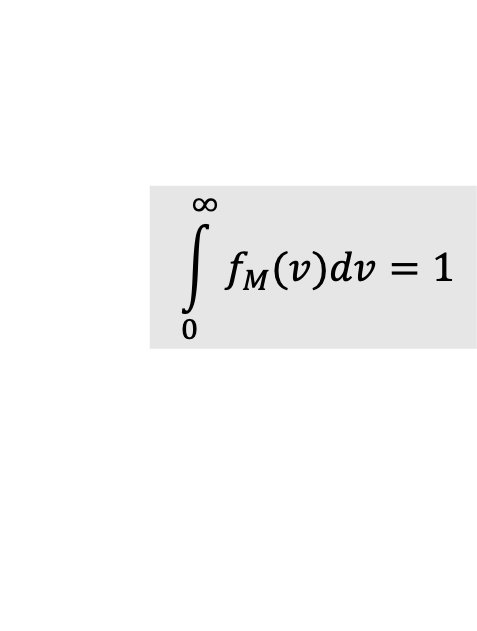 ∞
∫ f_M(v)dv = 1
0